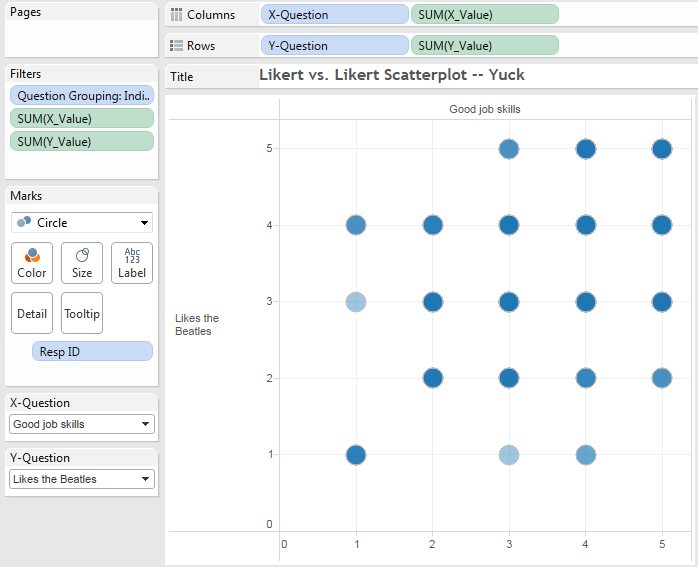 Pages
Columns
X-Question
SUM(X_Value)
Rows
Y-Question
SUM(Y_Value)
Filters
Question Grouping: Indi..
SUM(X_Value)
SUM(Y_Value)
Title
Likert vs. Likert Scatterplot -- Yuck
Marks
Circle
Color
Size
Abc
123
Label
Detail
Tooltip
Resp ID
X-Question
Good job skills
Y-Question
Likes the Beatles
Good job skills
Likes the
Beatles
5
4
3
2
1
0
0 1 2 3 4 5